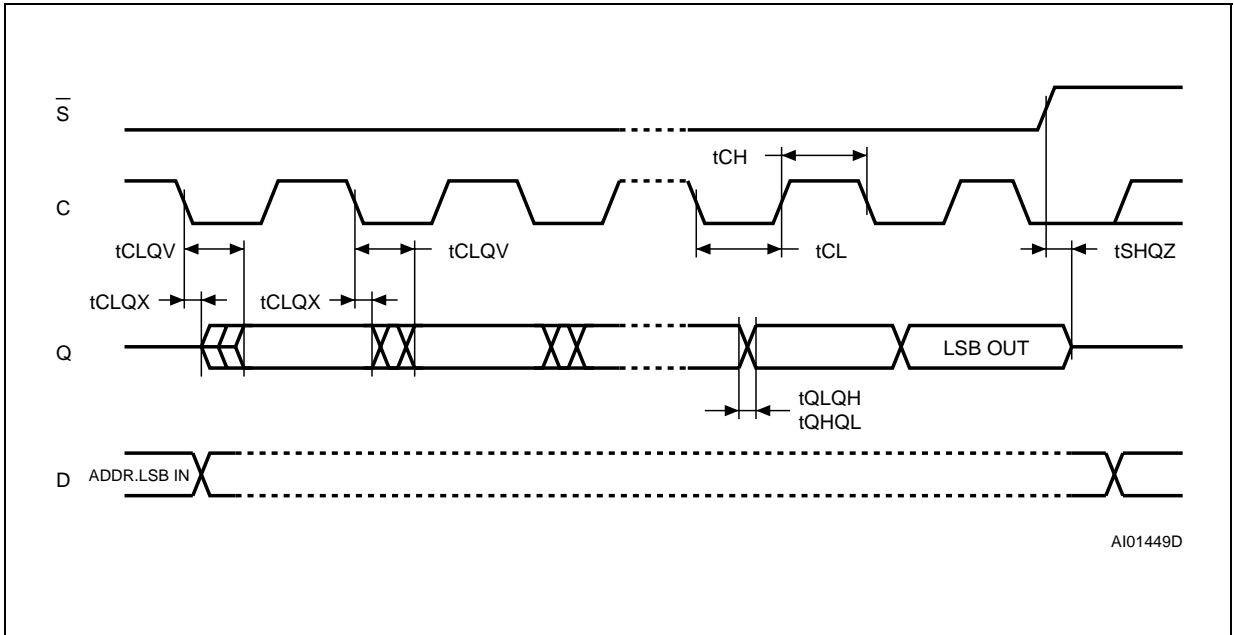 S̅
tCH
C
tCLQV
tCLQV
tCL
tSHQZ
tCLQX
tCLQX
Q
LSB OUT
tQLQH
tQHQL
D
ADDR.LSB IN
AI01449D